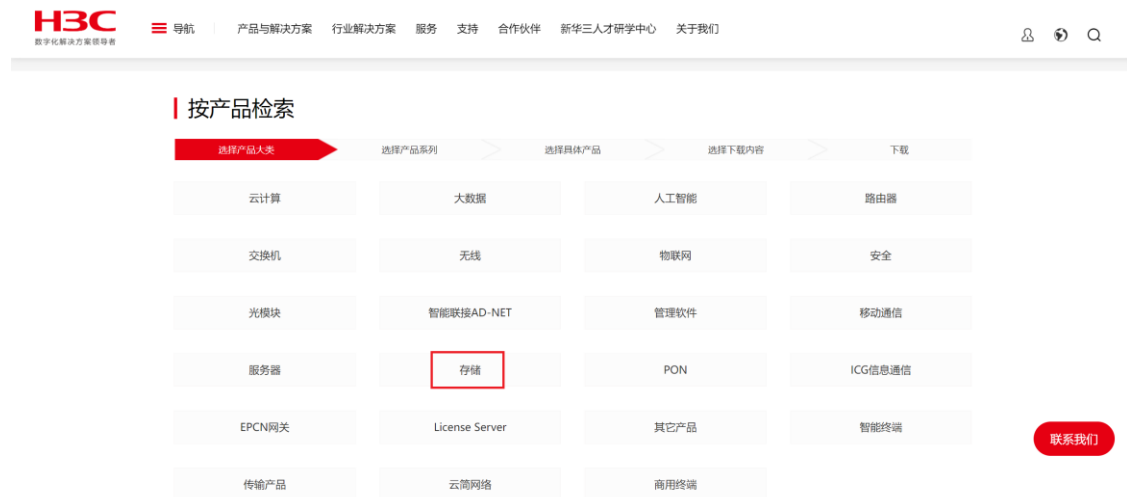 H3C
数字化解决方案领导者
导航 产品与解决方案 行业解决方案 服务 支持 合作伙伴 新华三人才研学中心 关于我们
按产品检索
选择产品大类 选择产品系列 选择具体产品 选择下载内容 下载
云计算 大数据 人工智能 路由器
交换机 无线 物联网 安全
光模块 智能联接AD-NET 管理软件 移动通信
服务器 存储 PON ICG信息通信
EPCN网关 License Server 其它产品 智能终端
联系我们
传输产品 云简网络 商用终端